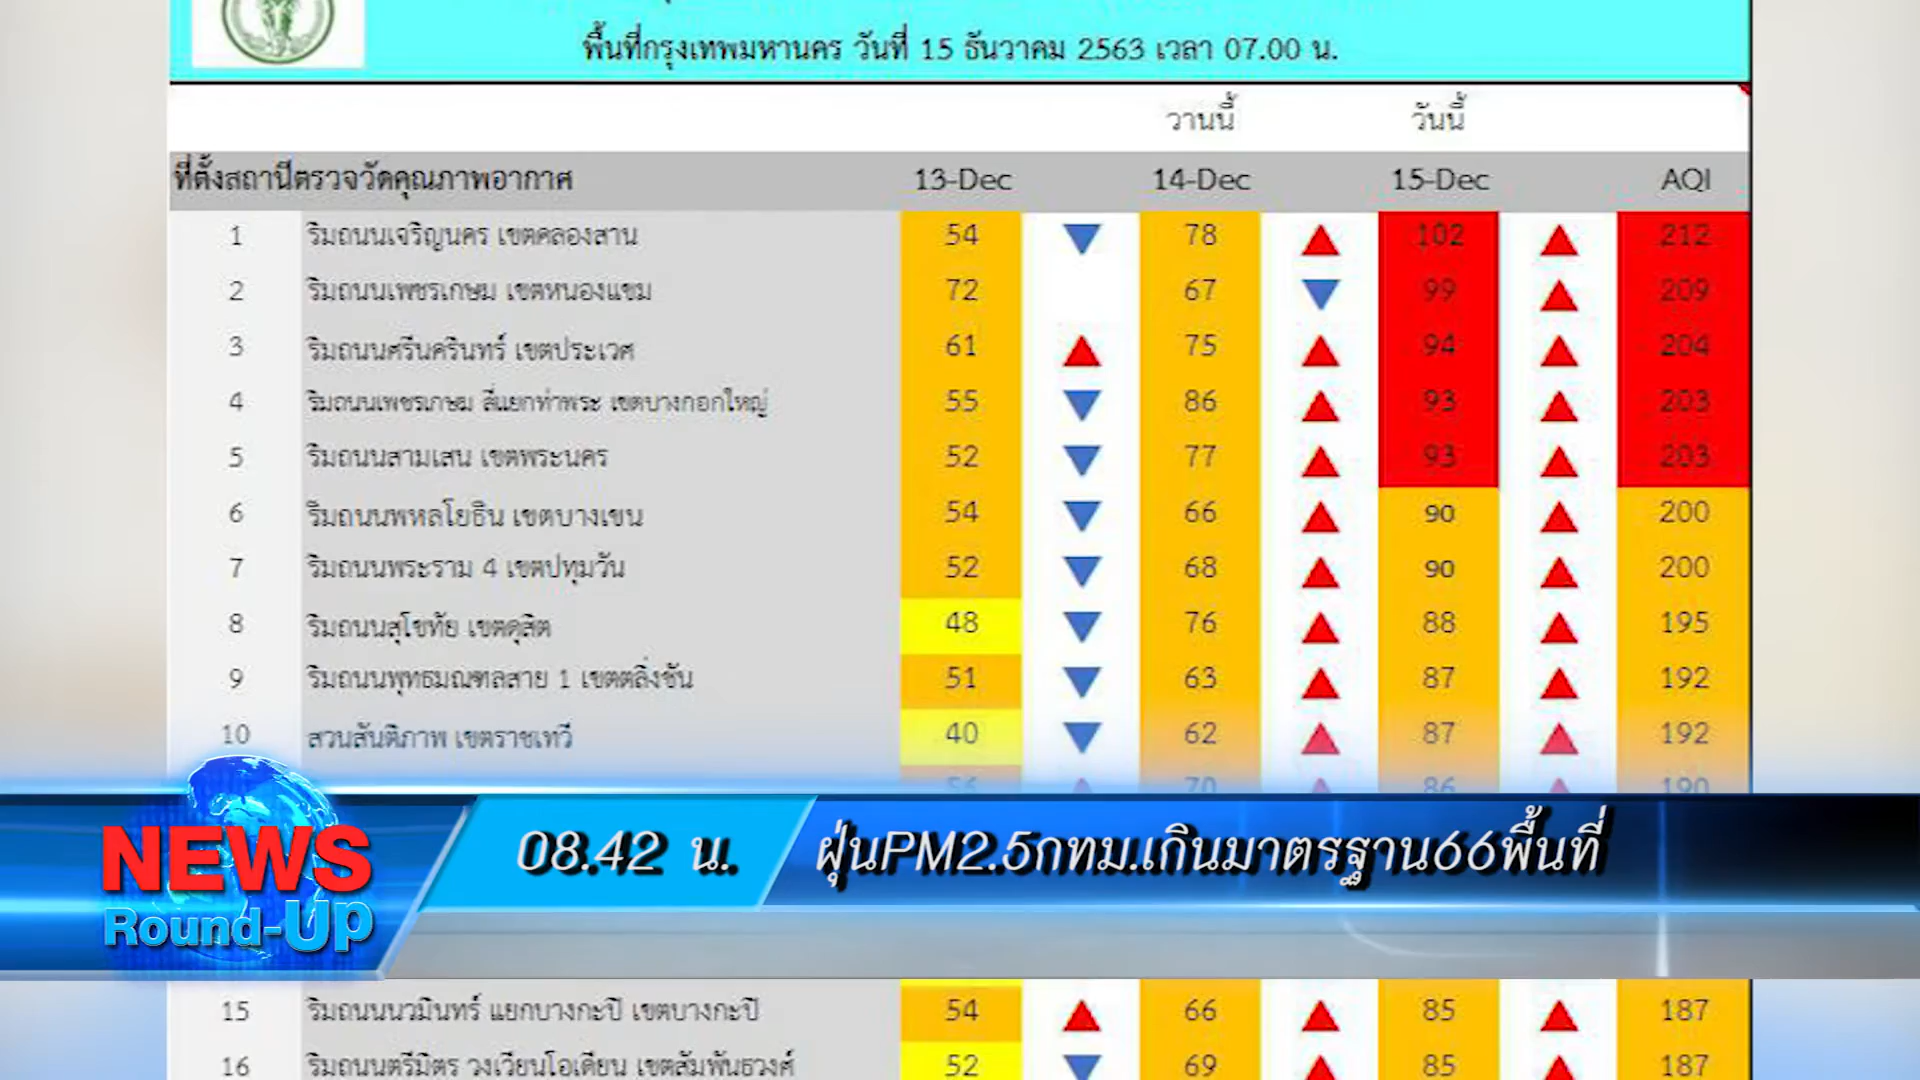 พื้นที่กรุงเทพมหานคร วันที่ 15 ธันวาคม 2563 เวลา 07.00 น.
วานนี้ วันนี้
ที่ตั้งสถานีตรวจวัดคุณภาพอากาศ 13-Dec 14-Dec 15-Dec AQI
1 ริมถนนเจริญนคร เขตคลองสาน 54 78 102 212
2 ริมถนนเพชรเกษม เขตหนองแขม 72 67 99 209
3 ริมถนนศรีนครินทร์ เขตประเวศ 61 75 94 204
4 ริมถนนเพชรเกษม สี่แยกท่าพระ เขตบางกอกใหญ่ 55 86 93 203
5 ริมถนนสามเสน เขตพระนคร 52 77 93 203
6 ริมถนนพหลโยธิน เขตบางเขน 54 66 90 200
7 ริมถนนพระราม 4 เขตปทุมวัน 52 68 90 200
8 ริมถนนสุโขทัย เขตดุสิต 48 76 88 195
9 ริมถนนพุทธมณฑลสาย 1 เขตตลิ่งชัน 51 63 87 192
10 สวนสันติภาพ เขตราชเทวี 40 62 87 192
56 70 86 190
NEWS
Round-Up
08.42 น. ฝุ่นPM2.5กทม.เกินมาตรฐาน66พื้นที่
15 ริมถนนนวมินทร์ แยกบางกะปิ เขตบางกะปิ 54 66 85 187
16 ริมถนนตรีมิตร วงเวียนโอเดียน เขตสัมพันธวงศ์ 52 69 85 187